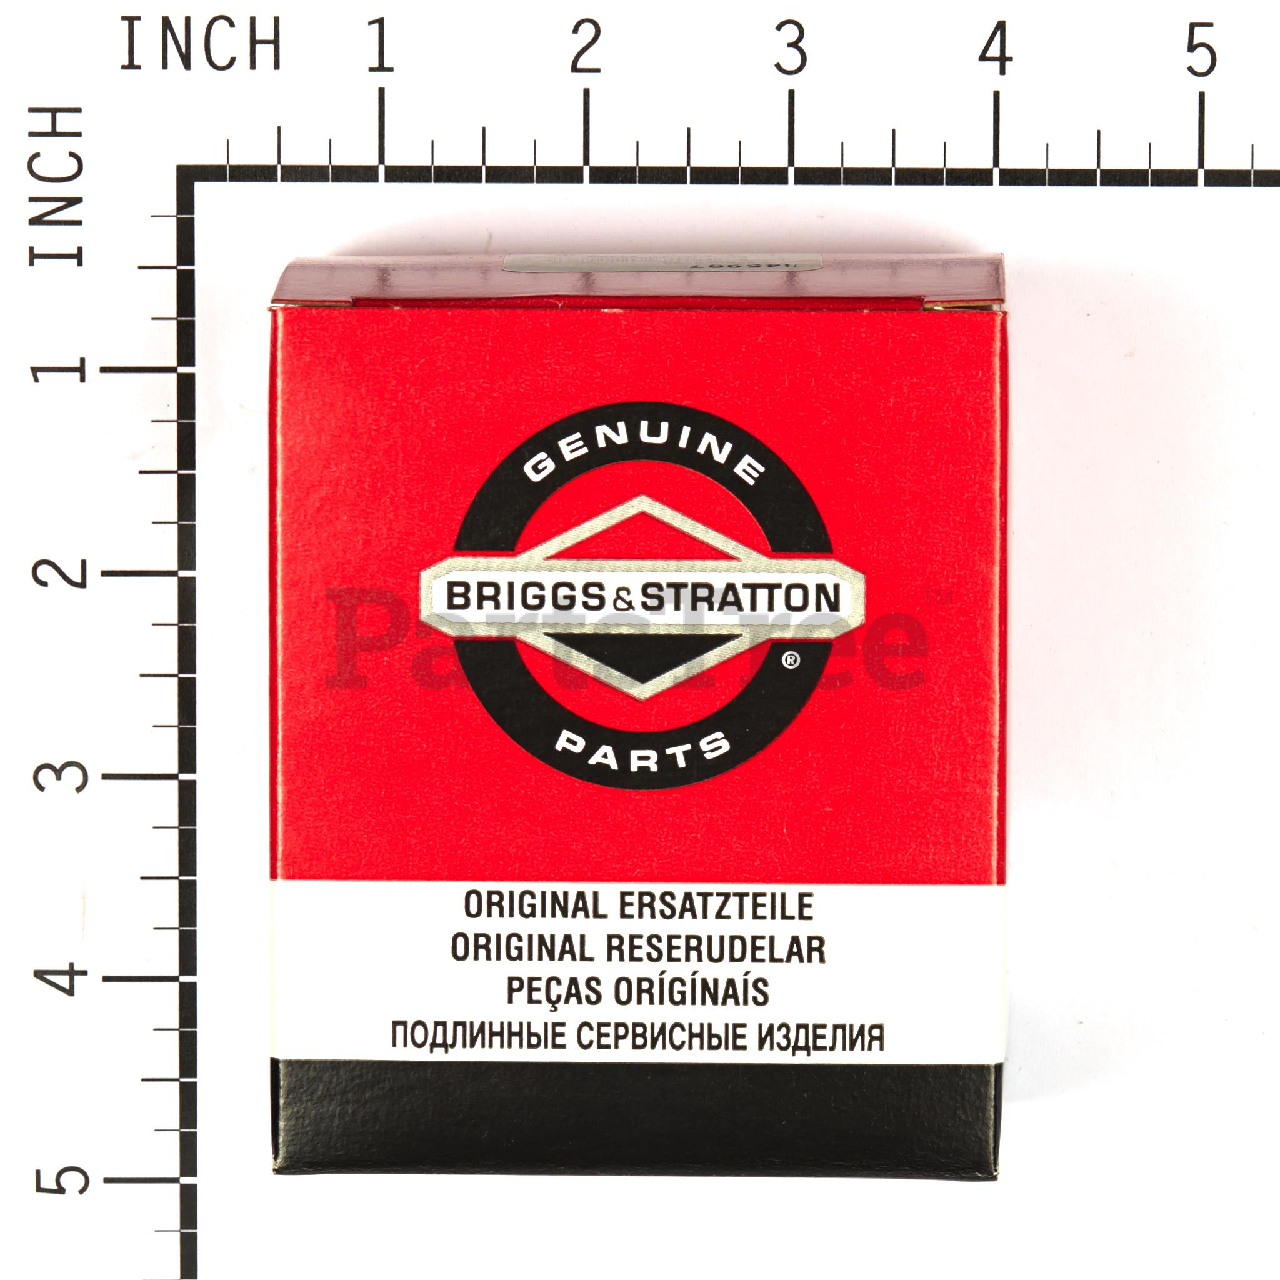 INCH 1 2 3 4 5
INCH
1
2
3
4
5
GENUINE
BRIGGS & STRATTON
®
PARTS
PartsTree™
ORIGINAL ERSATZTEILE
ORIGINAL RESERUDELAR
PEÇAS ORÍGÍNAÍS
ПОДЛИННЫЕ СЕРВИСНЫЕ ИЗДЕЛИЯ